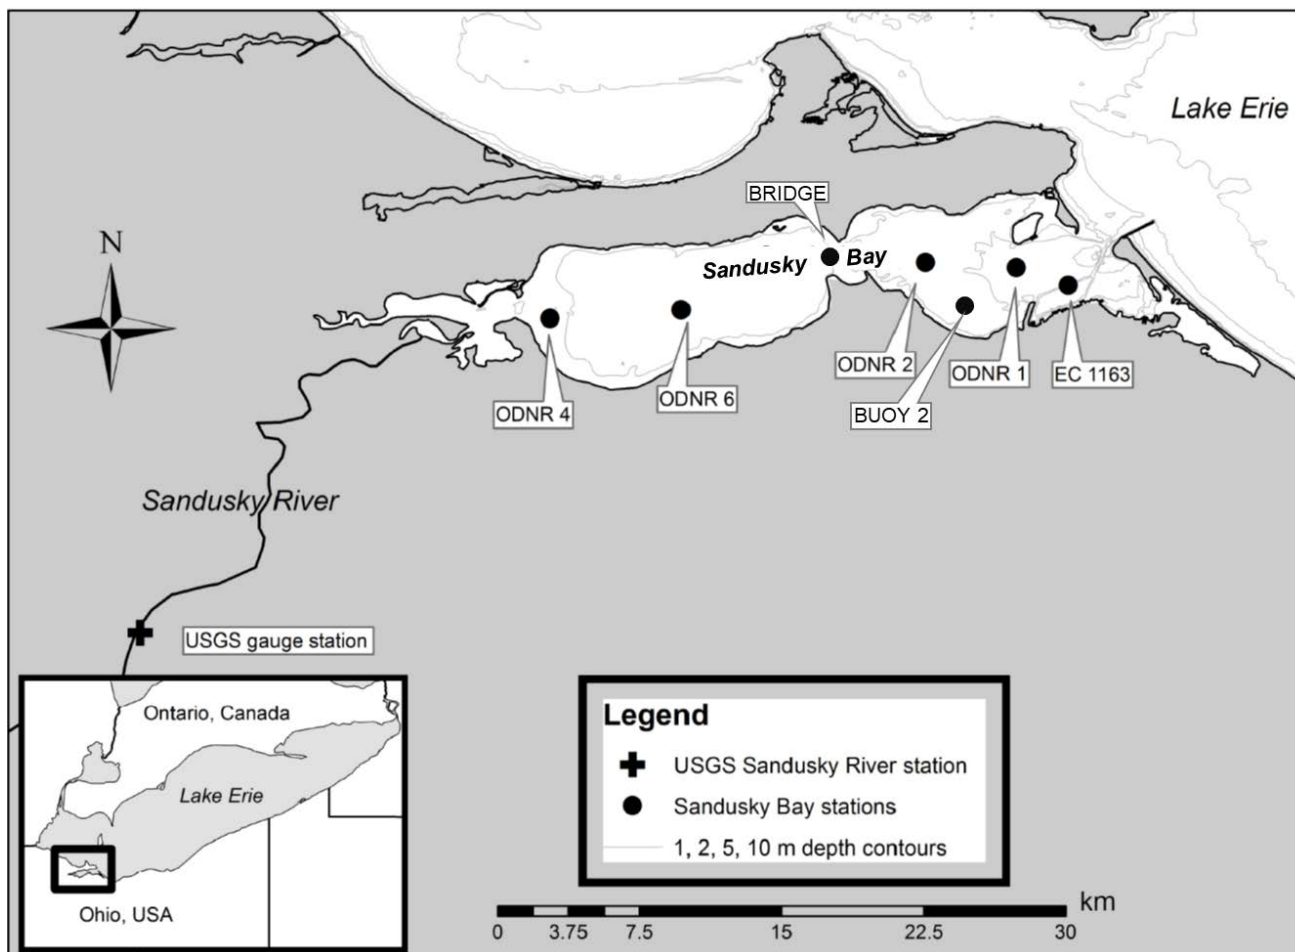 Lake Erie
BRIDGE
N
Sandusky Bay
ODNR 2
ODNR 1
EC 1163
ODNR 4
ODNR 6
BUOY 2
Sandusky River
USGS gauge station
Ontario, Canada
Lake Erie
Ohio, USA
Legend
USGS Sandusky River station
Sandusky Bay stations
1, 2, 5, 10 m depth contours
km
0 3.75 7.5 15 22.5 30